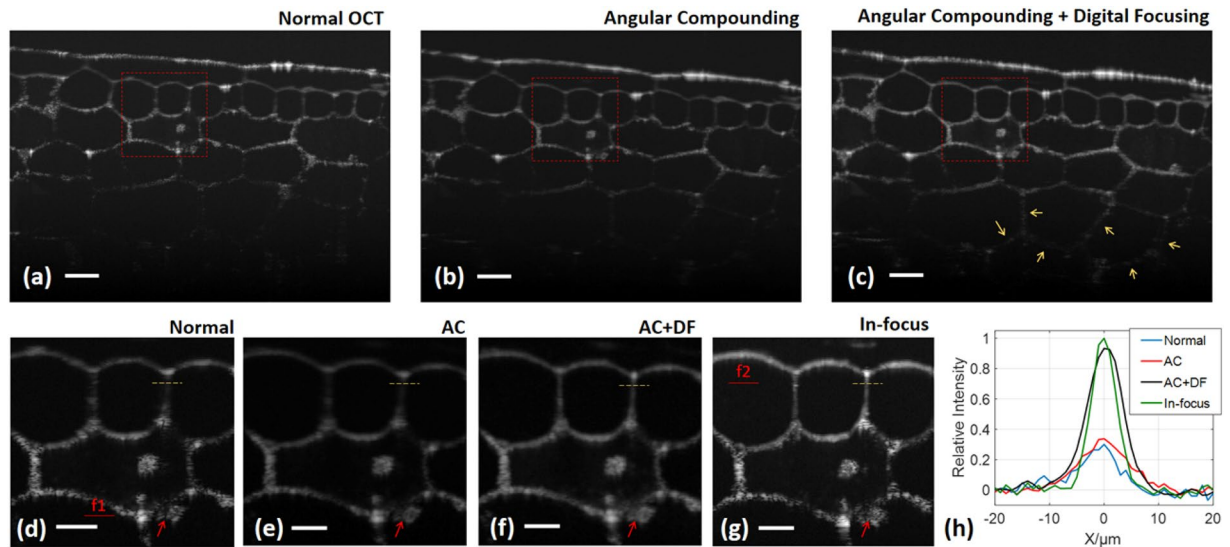 Normal OCT
Angular Compounding
Angular Compounding + Digital Focusing
(a)
(b)
(c)
Normal
AC
AC+DF
In-focus
f1
f2
(d)
(e)
(f)
(g)
(h)
Relative Intensity
1
0.8
0.6
0.4
0.2
0
-20
-10
0
10
20
X/μm
Normal
AC
AC+DF
In-focus